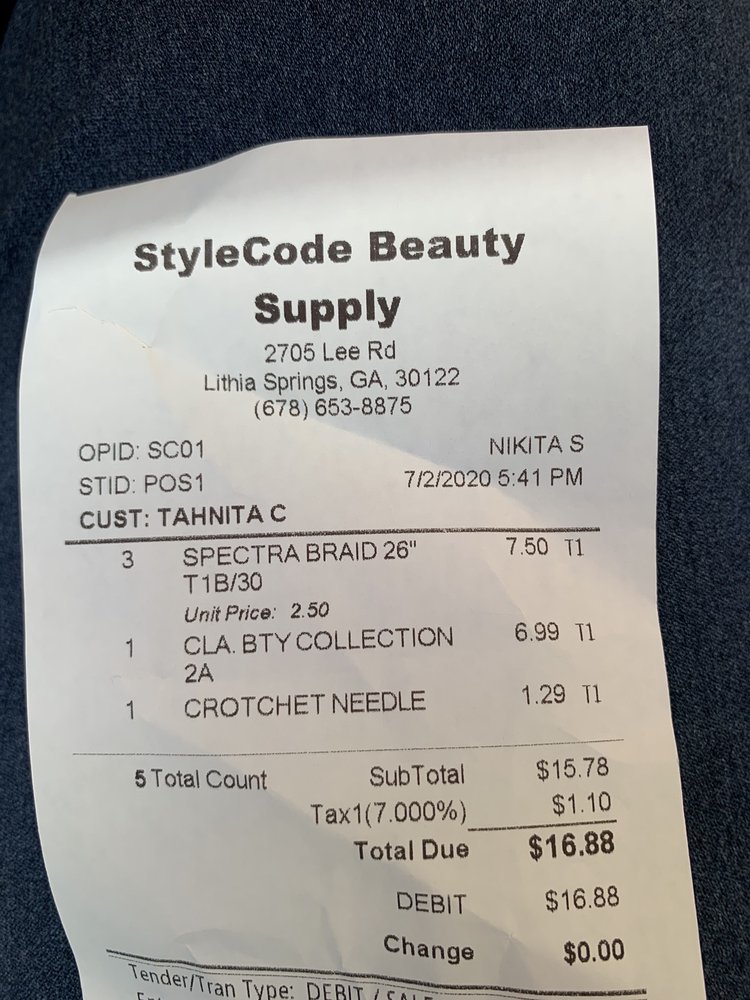 StyleCode Beauty
Supply
2705 Lee Rd
Lithia Springs, GA, 30122
(678) 653-8875
OPID: SC01 NIKITA S
STID: POS1 7/2/2020 5:41 PM
CUST: TAHNITA C
3 SPECTRA BRAID 26" 7.50 T1
T1B/30
Unit Price: 2.50
1 CLA. BTY COLLECTION 6.99 T1
2A
1 CROTCHET NEEDLE 1.29 T1
5 Total Count SubTotal $15.78
Tax1(7.000%) $1.10
Total Due $16.88
DEBIT $16.88
Change $0.00
Tender/Tran Type: DEBIT / SALE